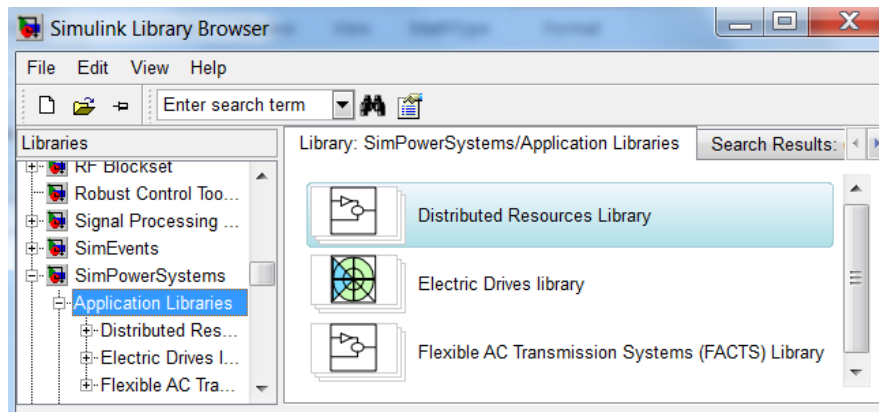 Simulink Library Browser
File Edit View Help
Enter search term
Libraries
Library: SimPowerSystems/Application Libraries
Search Results:
RF Blockset
Robust Control Too...
Signal Processing ...
SimEvents
SimPowerSystems
Application Libraries
Distributed Res...
Electric Drives l...
Flexible AC Tra...
Distributed Resources Library
Electric Drives library
Flexible AC Transmission Systems (FACTS) Library